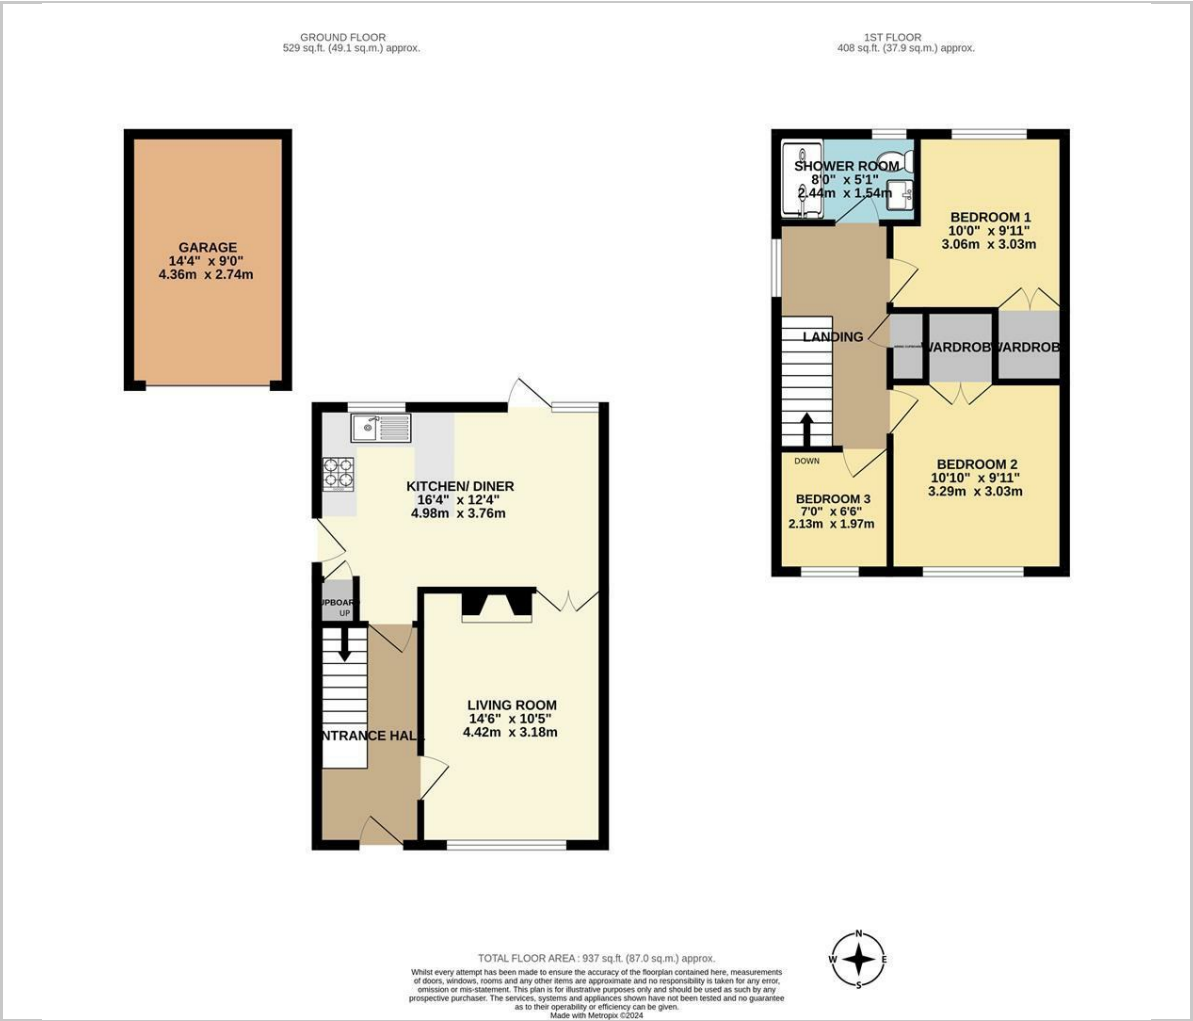 GROUND FLOOR
529 sq.ft. (49.1 sq.m.) approx.
1ST FLOOR
408 sq.ft. (37.9 sq.m.) approx.
GARAGE
14'4" x 9'0"
4.36m x 2.74m
KITCHEN/ DINER
16'4" x 12'4"
4.98m x 3.76m
UPBOARD
UP
NTRANCE HALL
LIVING ROOM
14'6" x 10'5"
4.42m x 3.18m
SHOWER ROOM
8'0" x 5'1"
2.44m x 1.54m
BEDROOM 1
10'0" x 9'11"
3.06m x 3.03m
LANDING
WARDROB
WARDROB
DOWN
BEDROOM 2
10'10" x 9'11"
3.29m x 3.03m
BEDROOM 3
7'0" x 6'6"
2.13m x 1.97m
N
W
E
S
TOTAL FLOOR AREA : 937 sq.ft. (87.0 sq.m.) approx.
Whilst every attempt has been made to ensure the accuracy of the floorplan contained here, measurements
of doors, windows, rooms and any other items are approximate and no responsibility is taken for any error,
omission or mis-statement. This plan is for illustrative purposes only and should be used as such by any
prospective purchaser. The services, systems and appliances shown have not been tested and no guarantee
as to their operability or efficiency can be given.
Made with Metropix ©2024